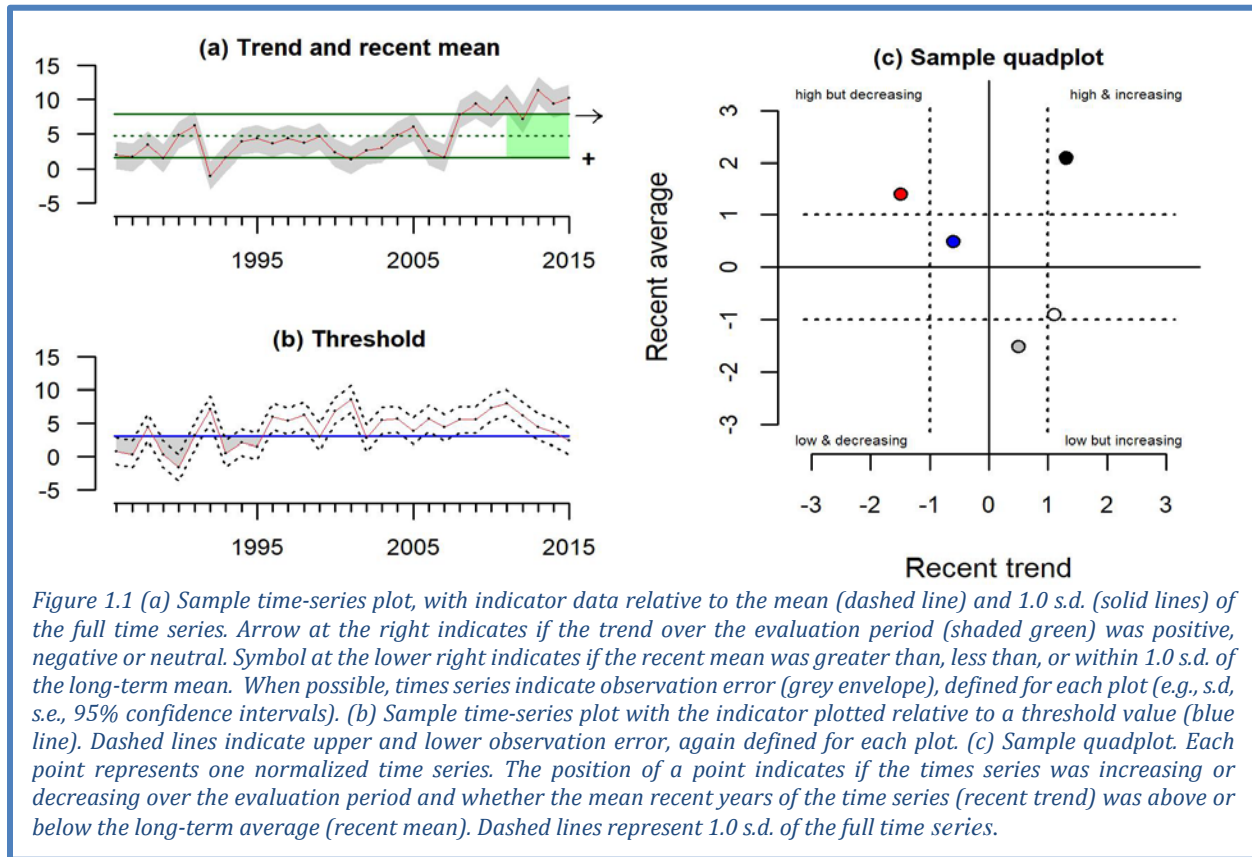 (a) Trend and recent mean
15
10
5
0
-5
→
+
1995
2005
2015
(b) Threshold
15
10
5
0
-5
1995
2005
2015
(c) Sample quadplot
high but decreasing
high & increasing
low & decreasing
low but increasing
Recent average
3
2
1
0
-1
-2
-3
-3
-2
-1
0
1
2
3
Recent trend
Figure 1.1 (a) Sample time-series plot, with indicator data relative to the mean (dashed line) and 1.0 s.d. (solid lines) of
the full time series. Arrow at the right indicates if the trend over the evaluation period (shaded green) was positive,
negative or neutral. Symbol at the lower right indicates if the recent mean was greater than, less than, or within 1.0 s.d. of
the long-term mean. When possible, times series indicate observation error (grey envelope), defined for each plot (e.g., s.d,
s.e., 95% confidence intervals). (b) Sample time-series plot with the indicator plotted relative to a threshold value (blue
line). Dashed lines indicate upper and lower observation error, again defined for each plot. (c) Sample quadplot. Each
point represents one normalized time series. The position of a point indicates if the times series was increasing or
decreasing over the evaluation period and whether the mean recent years of the time series (recent trend) was above or
below the long-term average (recent mean). Dashed lines represent 1.0 s.d. of the full time series.